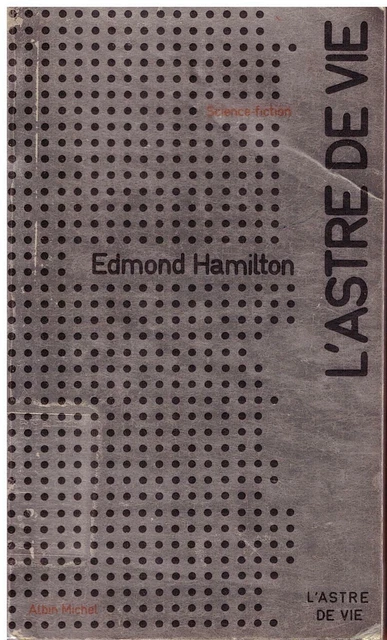 Science-fiction
L'ASTRE DE VIE
Edmond Hamilton
Albin Michel
L'ASTRE
DE VIE